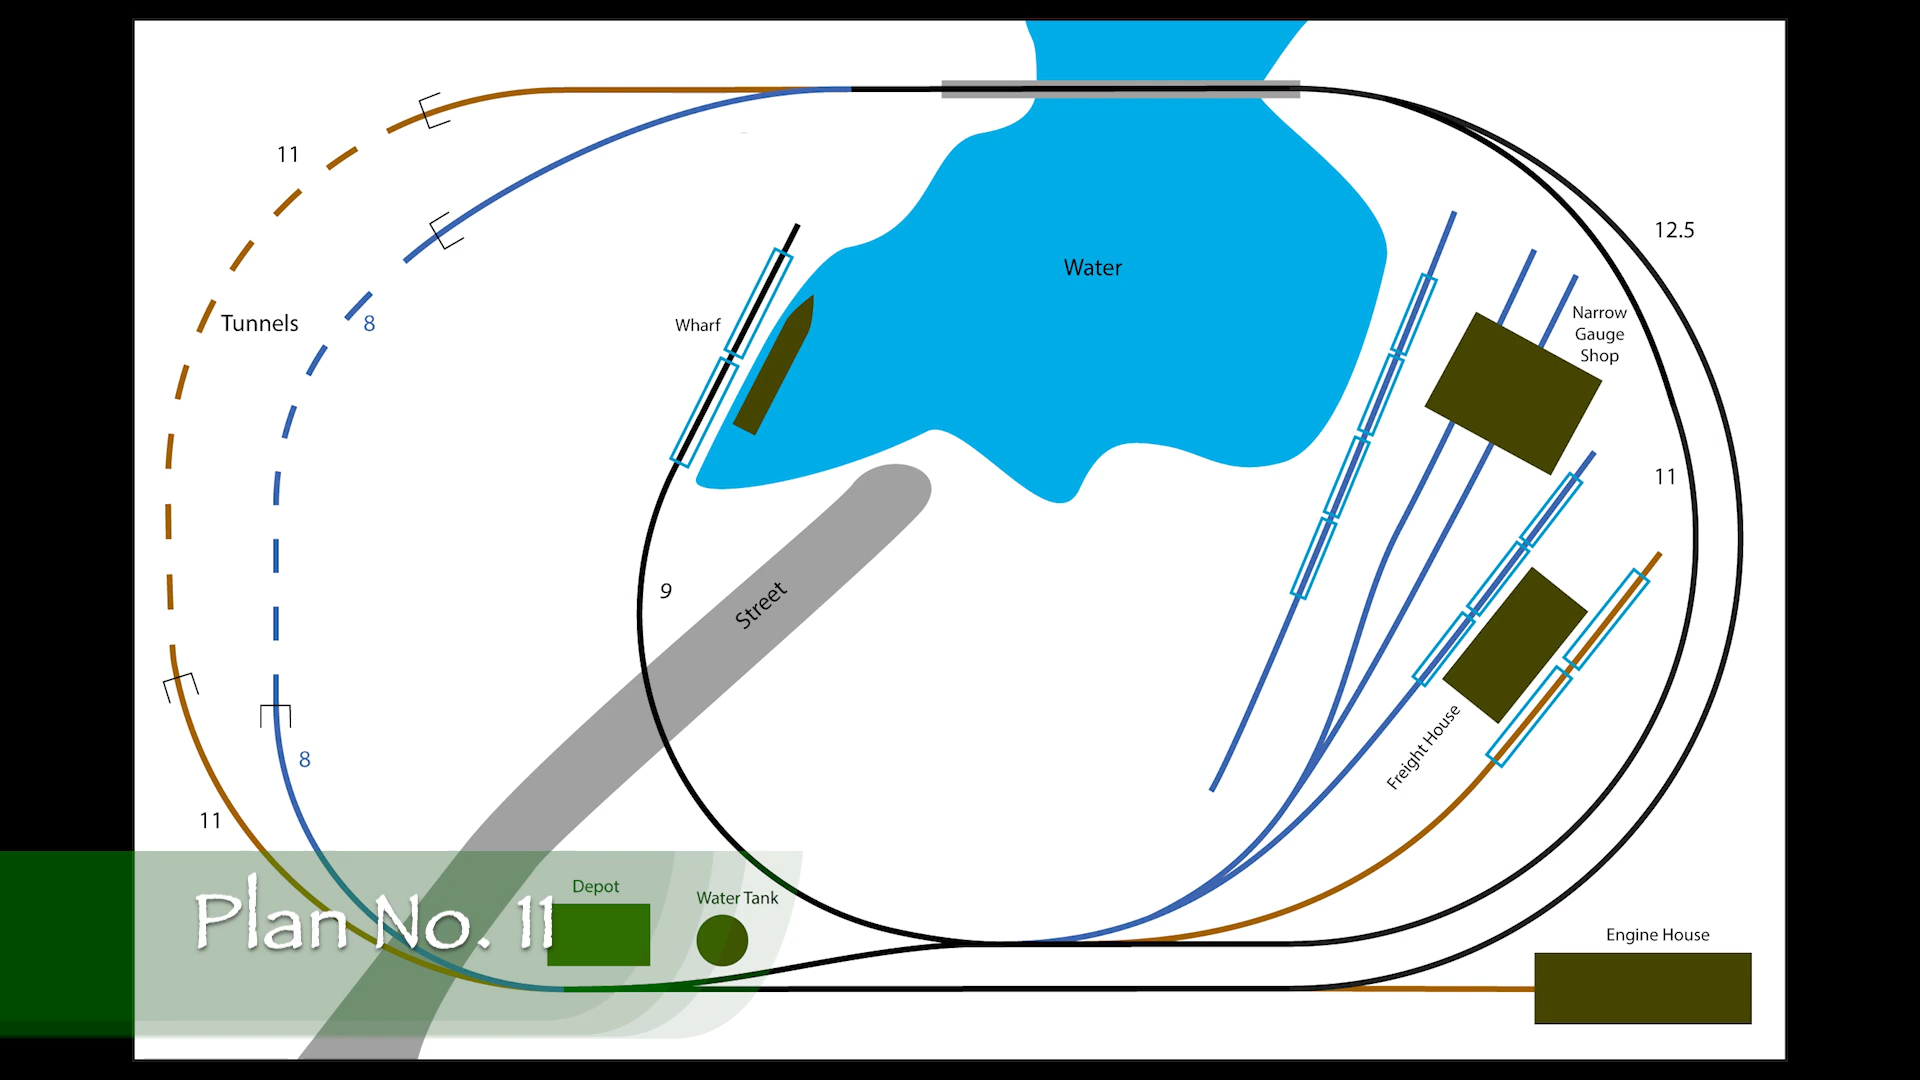 11
12.5
Water
Tunnels
8
Wharf
Narrow
Gauge
Shop
11
9
Street
Freight House
8
11
Depot
Water Tank
Plan No. 11
Engine House